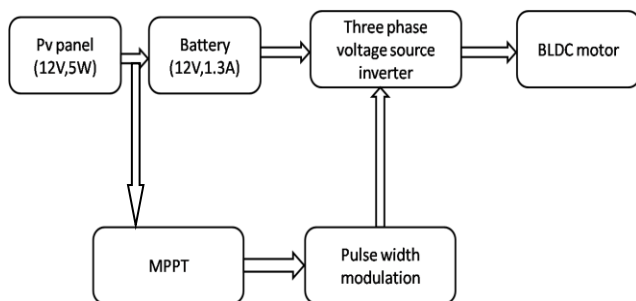 Pv panel
(12V,5W)
Battery
(12V,1.3A)
Three phase
voltage source
inverter
BLDC motor
MPPT
Pulse width
modulation